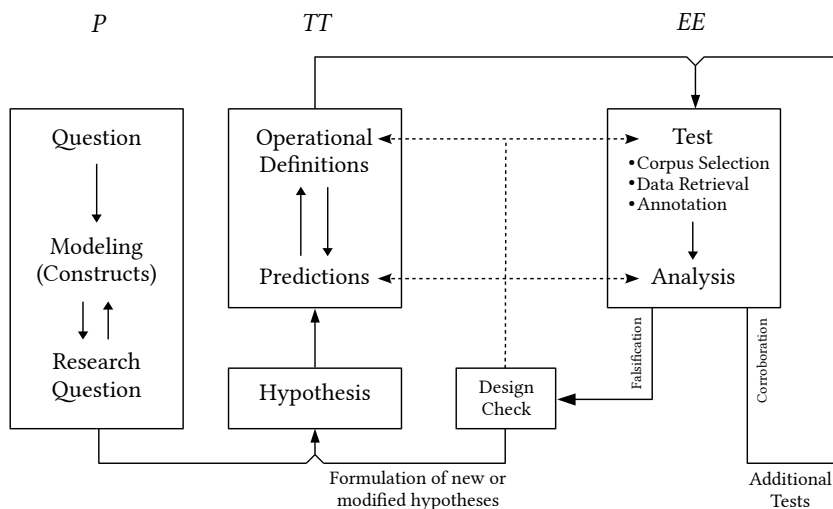 P
TT
EE
Question
Modeling
(Constructs)
Research
Question
Operational
Definitions
Predictions
Hypothesis
Test
•Corpus Selection
•Data Retrieval
•Annotation
Analysis
Falsification
Corroboration
Design
Check
Formulation of new or
modified hypotheses
Additional
Tests